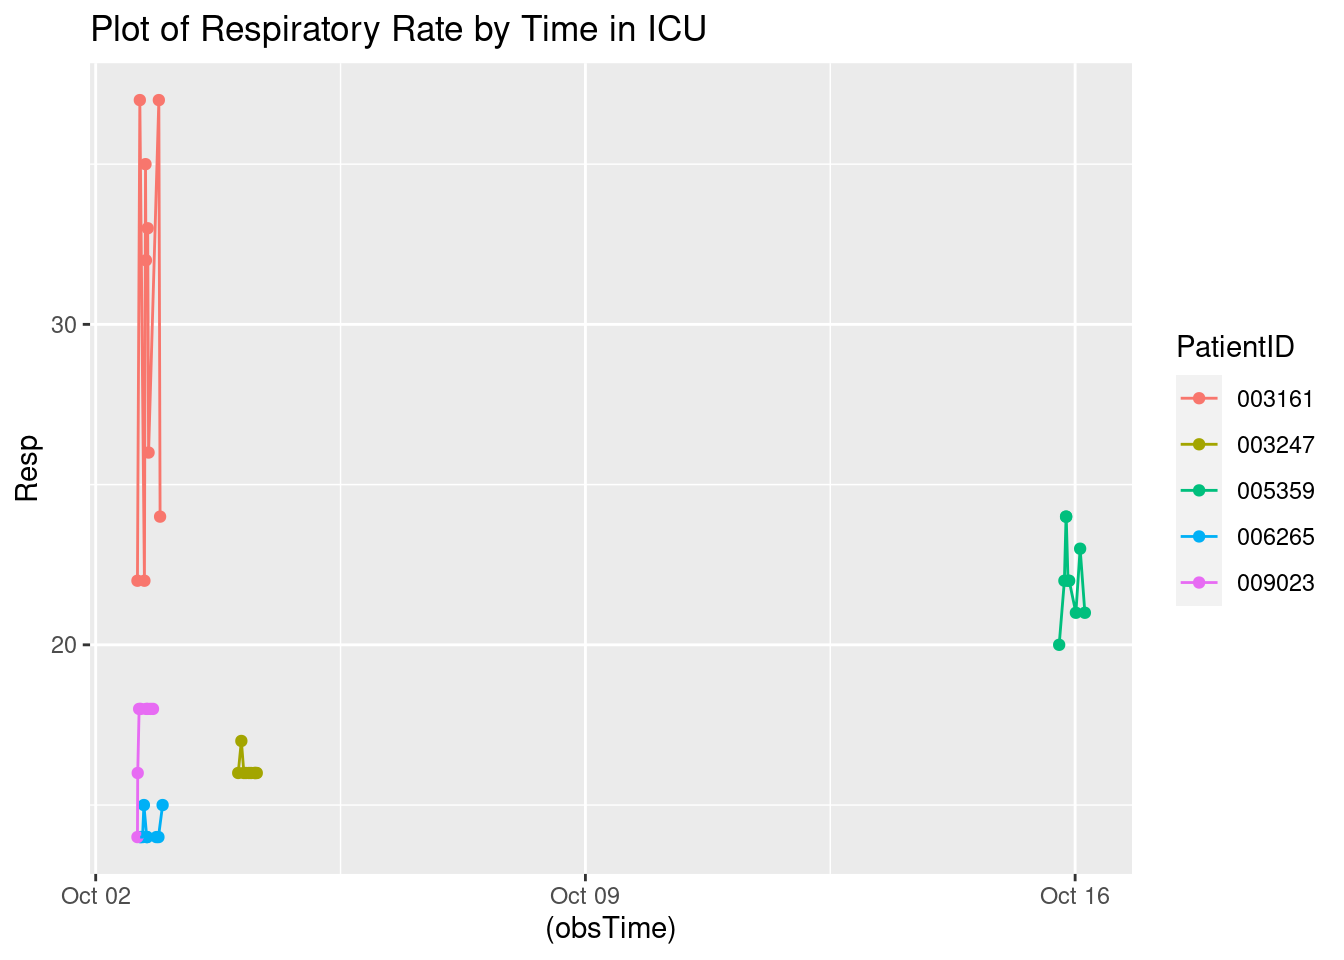 Plot of Respiratory Rate by Time in ICU
Resp
30
20
Oct 02
Oct 09
Oct 16
(obsTime)
PatientID
003161
003247
005359
006265
009023